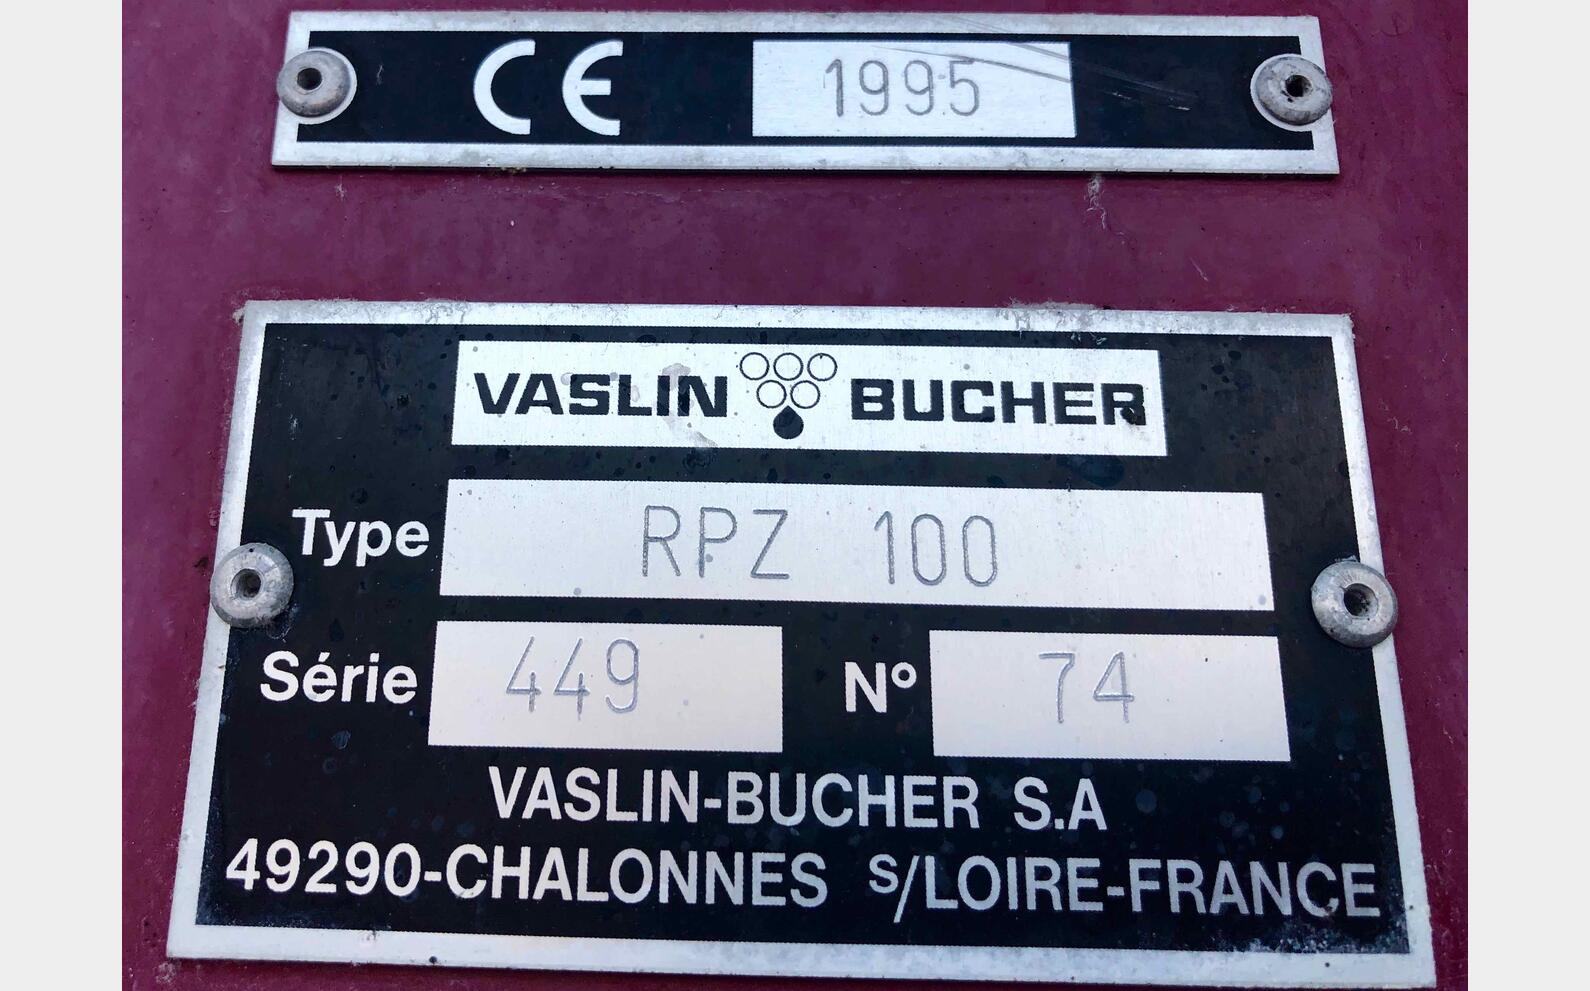 CE 1995
VASLIN BUCHER
Type RPZ 100
Série 449 N° 74
VASLIN-BUCHER S.A
49290-CHALONNES s/LOIRE-FRANCE